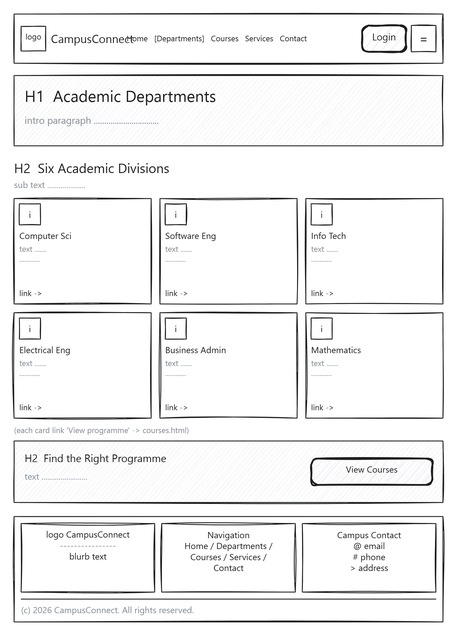 logo CampusConnect Home [Departments] Courses Services Contact Login =
H1 Academic Departments
intro paragraph ................................
H2 Six Academic Divisions
sub text ...................
i
Computer Sci
text ......
..........
link ->
i
Software Eng
text ......
..........
link ->
i
Info Tech
text ......
..........
link ->
i
Electrical Eng
text ......
..........
link ->
i
Business Admin
text ......
..........
link ->
i
Mathematics
text ......
..........
link ->
(each card link 'View programme' -> courses.html)
H2 Find the Right Programme
text .......................
View Courses
logo CampusConnect
----------------
blurb text
Navigation
Home / Departments /
Courses / Services /
Contact
Campus Contact
@ email
# phone
> address
(c) 2026 CampusConnect. All rights reserved.